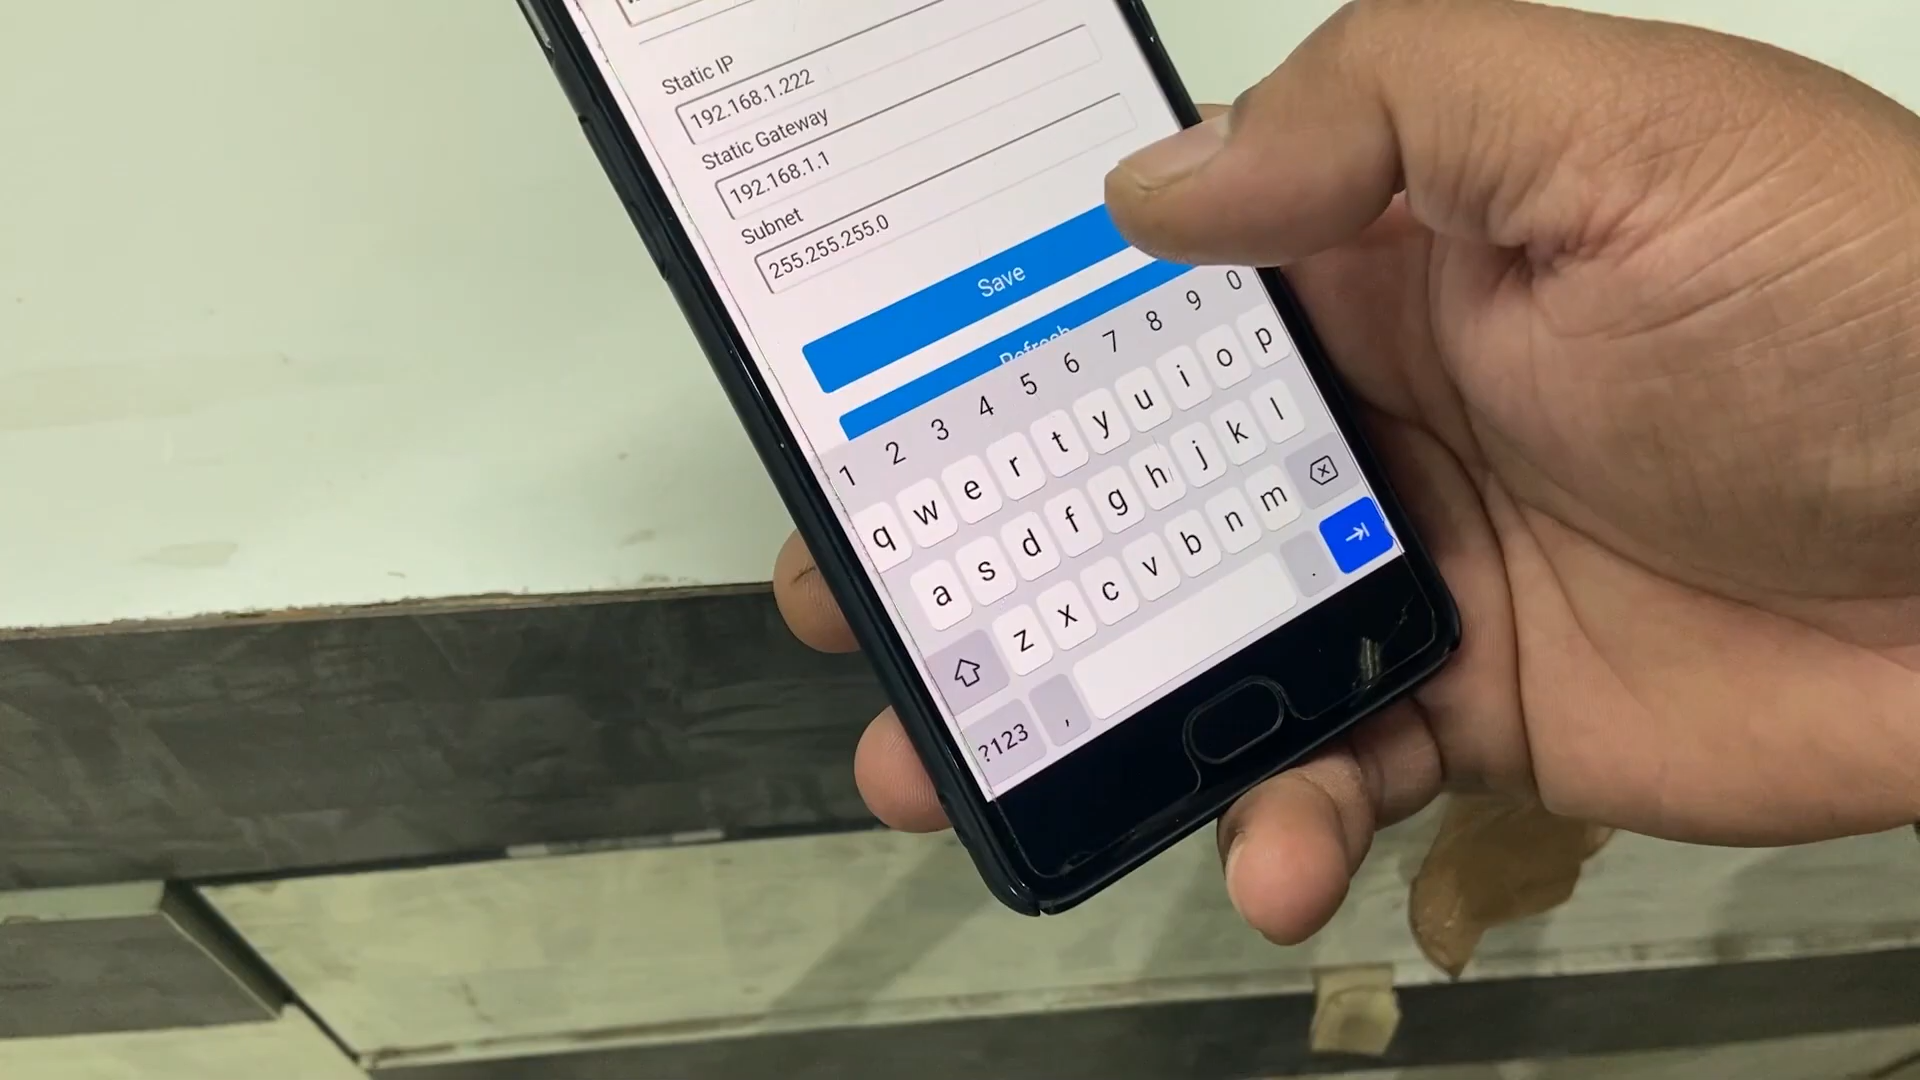 Static IP
192.168.1.222
Static Gateway
192.168.1.1
Subnet
255.255.255.0
Save
Refresh
1 2 3 4 5 6 7 8 9 0
q w e r t y u i o p
a s d f g h j k l
z x c v b n m
?123 , .